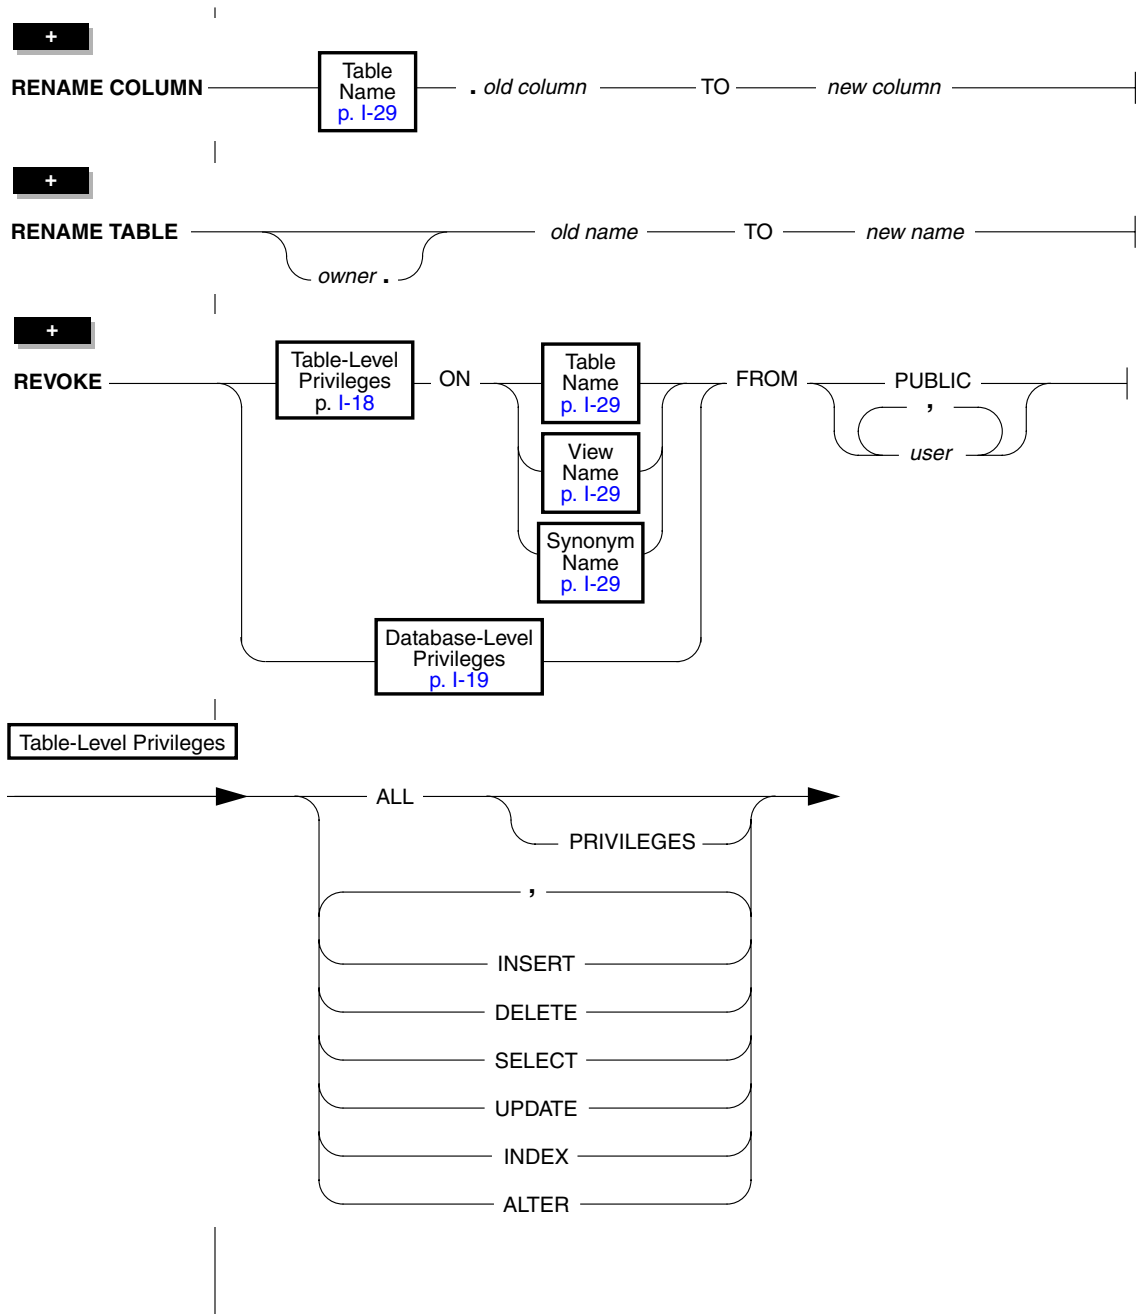 +
RENAME COLUMN
Table
Name
p. I-29
. old column
TO
new column
+
RENAME TABLE
owner .
old name
TO
new name
+
REVOKE
Table-Level
Privileges
p. I-18
ON
Table
Name
p. I-29
View
Name
p. I-29
Synonym
Name
p. I-29
Database-Level
Privileges
p. I-19
FROM
PUBLIC
,
user
Table-Level Privileges
ALL
PRIVILEGES
,
INSERT
DELETE
SELECT
UPDATE
INDEX
ALTER